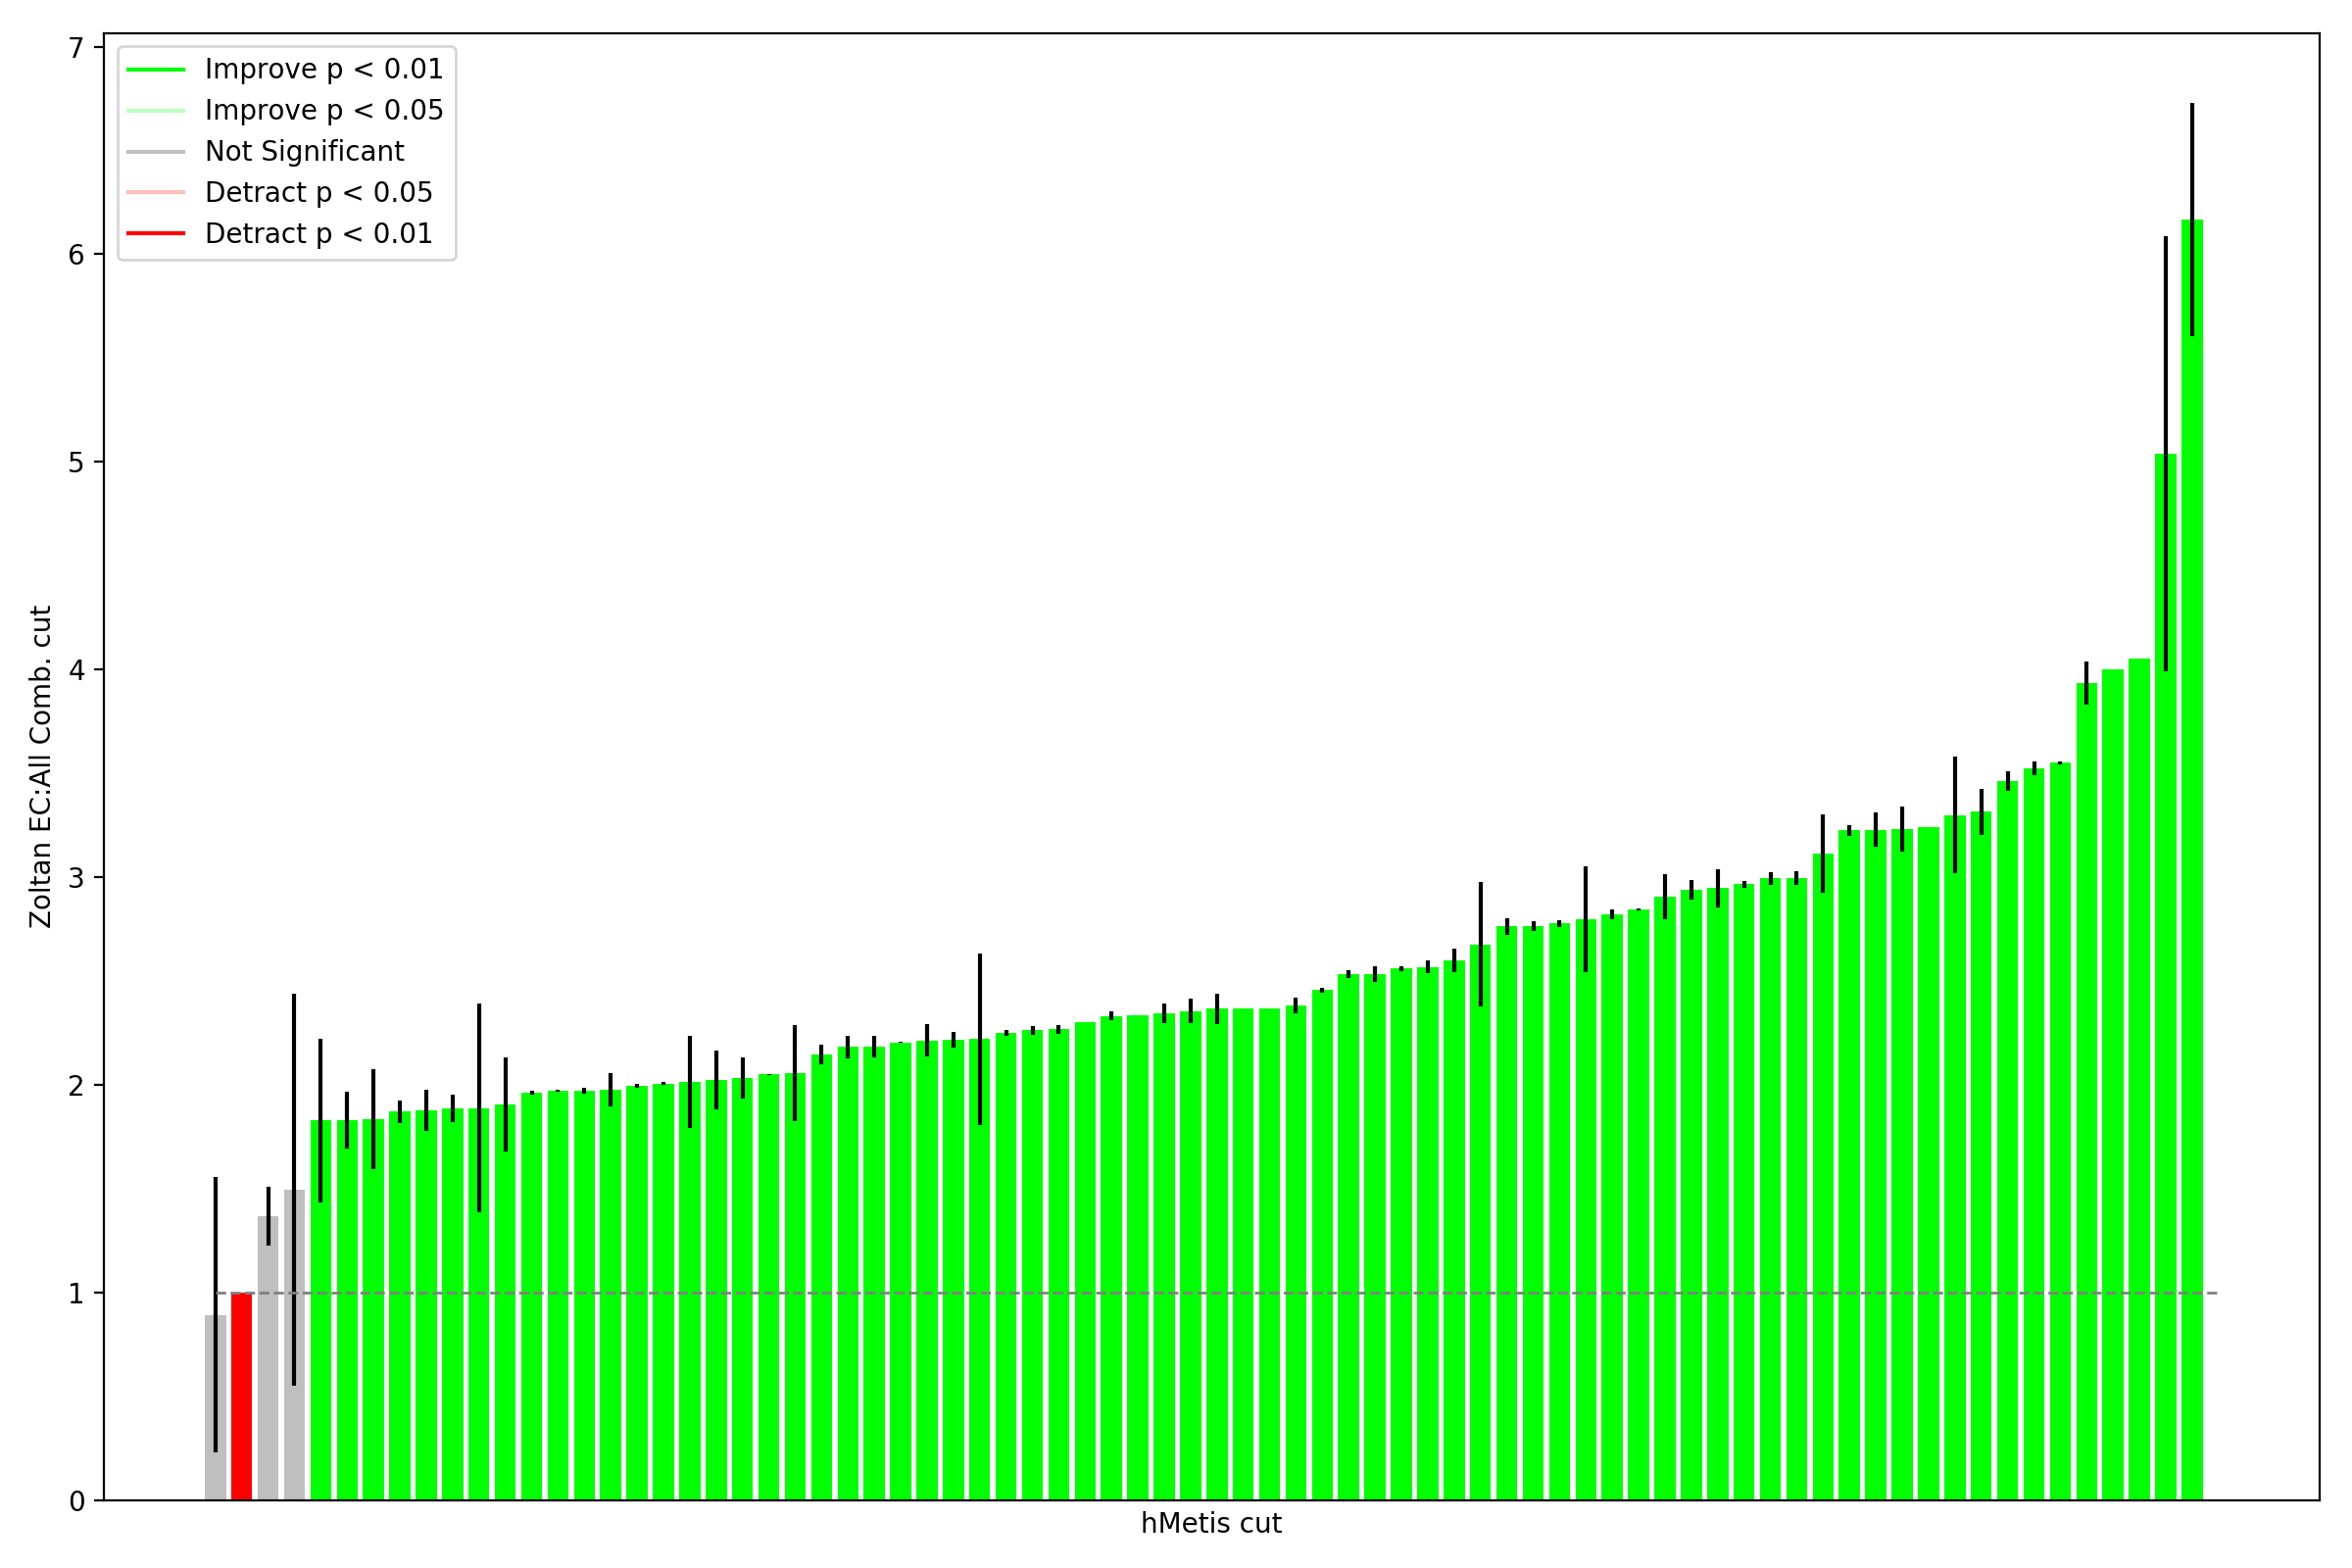 7
6
5
4
3
2
1
0
Zoltan EC:All Comb. cut
Improve p < 0.01
Improve p < 0.05
Not Significant
Detract p < 0.05
Detract p < 0.01
hMetis cut